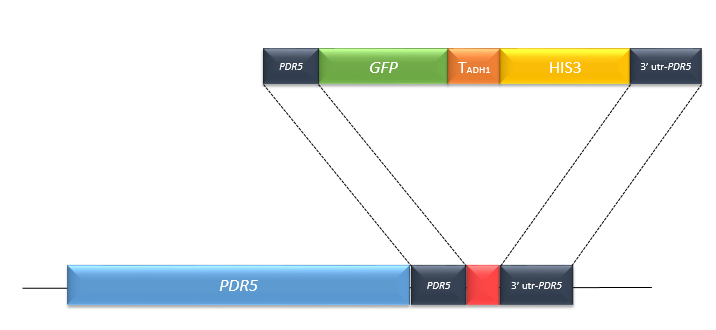 PDR5 GFP TADH1 HIS3 3' utr-PDR5
PDR5 PDR5 3' utr-PDR5